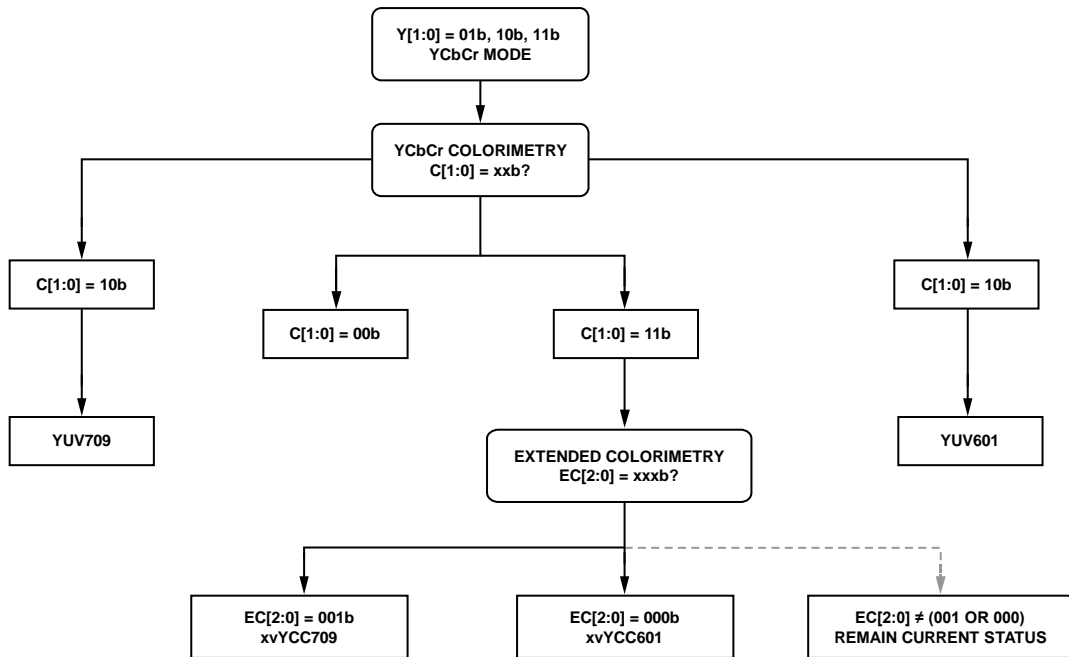 Y[1:0] = 01b, 10b, 11b
YCbCr MODE
YCbCr COLORIMETRY
C[1:0] = xxb?
C[1:0] = 10b
C[1:0] = 00b
C[1:0] = 11b
C[1:0] = 10b
YUV709
EXTENDED COLORIMETRY
EC[2:0] = xxxb?
YUV601
EC[2:0] = 001b
xvYCC709
EC[2:0] = 000b
xvYCC601
EC[2:0] ≠ (001 OR 000)
REMAIN CURRENT STATUS